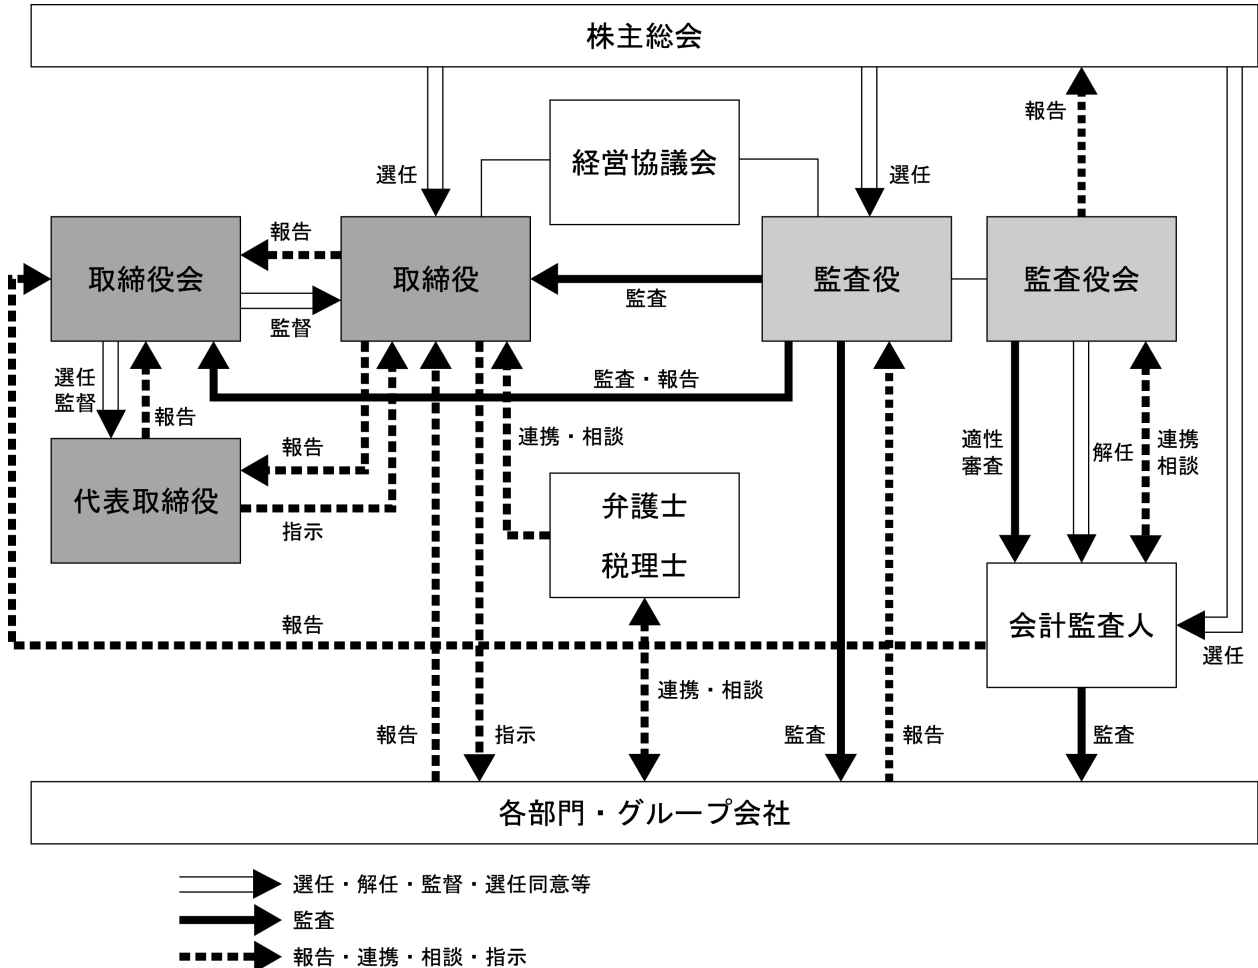 株主総会
報告
経営協議会
選任
選任
報告
取締役会
取締役
監査役
監査役会
監査
監督
選任
監督
報告
監査・報告
報告
連携・相談
適性
審査
解任
連携
相談
代表取締役
弁護士
税理士
指示
報告
会計監査人
選任
連携・相談
報告
指示
監査
報告
監査
各部門・グループ会社
選任・解任・監督・選任同意等
監査
報告・連携・相談・指示